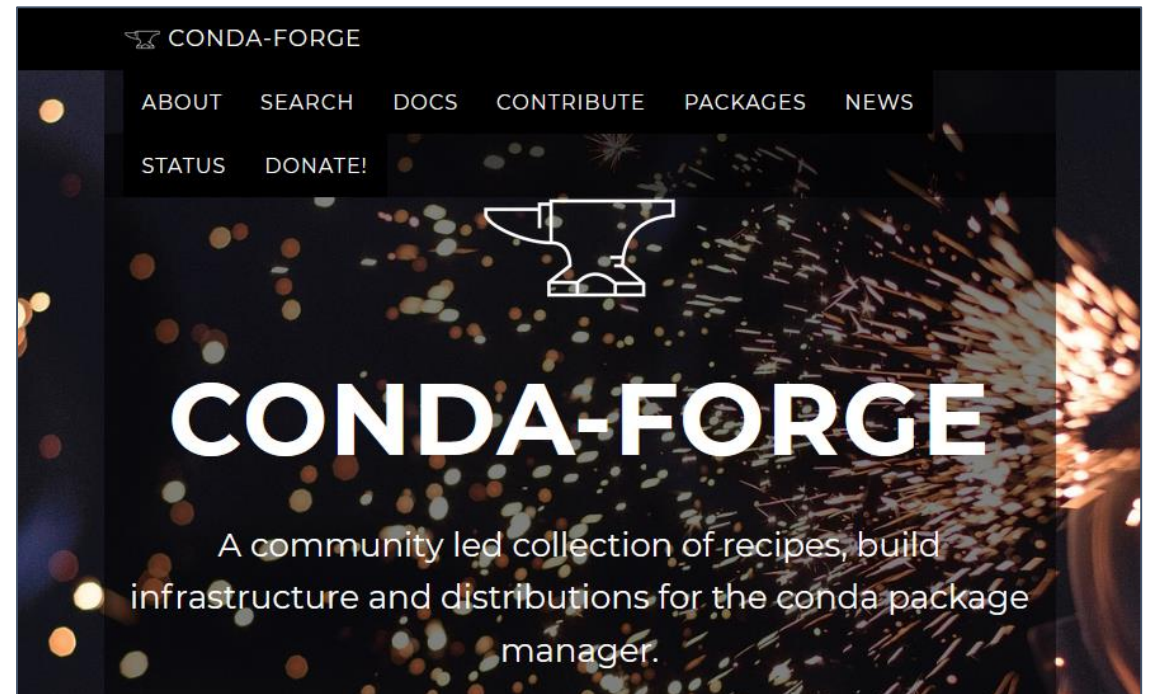 CONDA-FORGE
ABOUT SEARCH DOCS CONTRIBUTE PACKAGES NEWS
STATUS DONATE!
CONDA-FORGE
A community led collection of recipes, build
infrastructure and distributions for the conda package
manager.